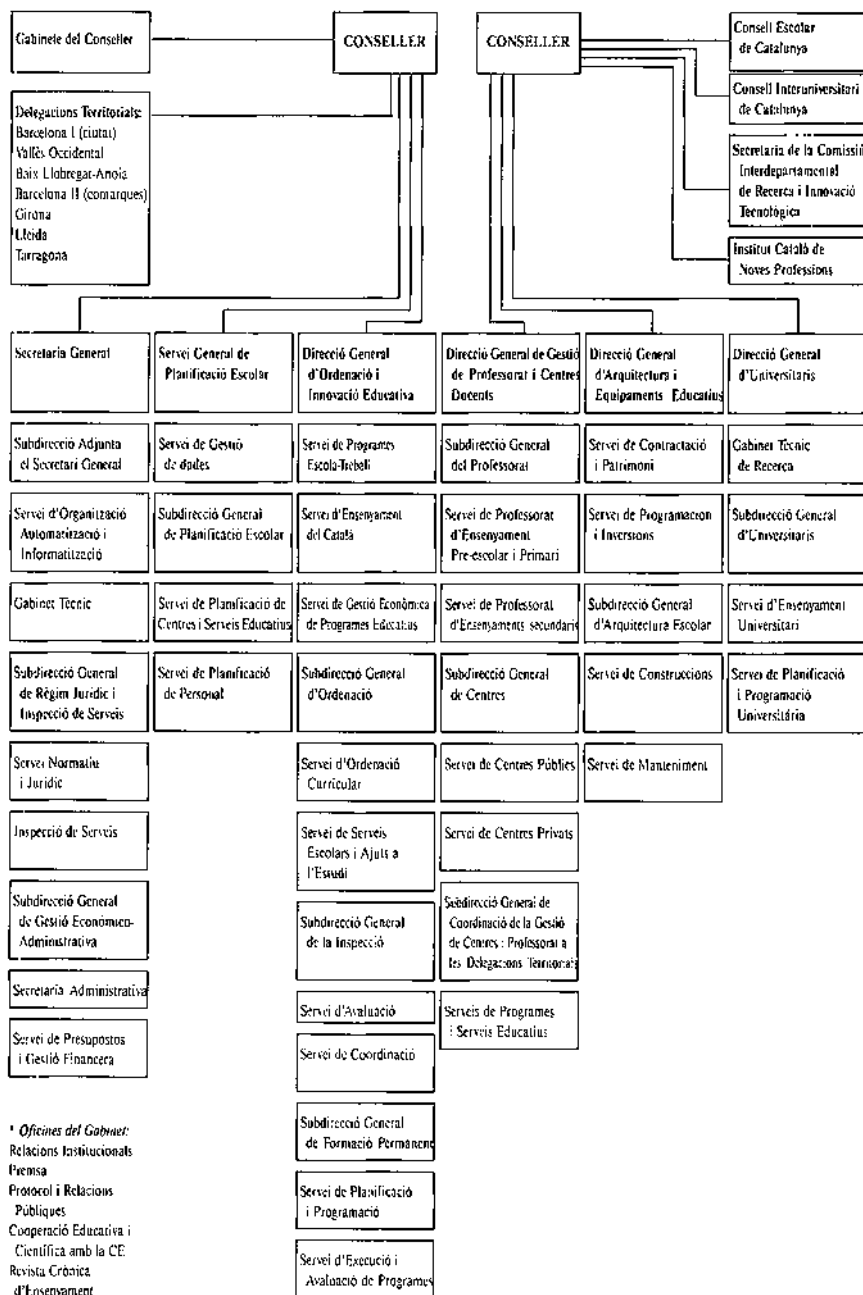 Gabinete del Conseller
CONSELLER
CONSELLER
Consell Escolar
de Catalunya
Consell Interuniversitari
de Catalunya
Secretaria de la Comissió
Interdepartamental
de Recerca i Innovació
Tecnològica
Institut Català de
Noves Professions
Delegacions Territorials:
Barcelona I (ciutat)
Vallès Occidental
Baix Llobregat-Anoia
Barcelona II (comarques)
Girona
Lleida
Tarragona
Secretaria General
Subdirecció Adjunta
el Secretari General
Servei d'Organització
Automatització i
Informatització
Gabinet Tècnic
Subdirecció General
de Règim Jurídic i
Inspecció de Serveis
Servei Normatiu
i Jurídic
Inspecció de Serveis
Subdirecció General
de Gestió Econòmico-
Administrativa
Secretaria Administrativa
Servei de Presupostos
i Gestió Financera
Servei General de
Planificació Escolar
Servei de Gestió
de dades
Subdirecció General
de Planificació Escolar
Servei de Planificació de
Centres i Serveis Educatius
Servei de Planificació
de Personal
Direcció General
d'Ordenació i
Innovació Educativa
Servei de Programes
Escola-Treball
Servei d'Ensenyament
del Català
Servei de Gestió Econòmica
de Programes Educatius
Subdirecció General
d'Ordenació
Servei d'Ordenació
Curricular
Servei de Serveis
Escolars i Ajuts a
l'Estudi
Subdirecció General
de la Inspecció
Servei d'Avaluació
Servei de Coordinació
Subdirecció General
de Formació Permanent
Servei de Planificació
i Programació
Servei d'Execució i
Avaluació de Programes
Direcció General de Gestió
de Professorat i Centres
Docents
Subdirecció General
del Professorat
Servei de Professorat
d'Ensenyament
Pre-escolar i Primari
Servei de Professorat
d'Ensenyaments secundaris
Subdirecció General
de Centres
Servei de Centres Públics
Servei de Centres Privats
Subdirecció General de
Coordinació de la Gestió
de Centres : Professorat a
les Delegacions Territorials
Serveis de Programes
i Serveis Educatius
Direcció General
d'Arquitectura i
Equipaments Educatius
Servei de Contractació
i Patrimoni
Servei de Programacion
i Inversions
Subdirecció General
d'Arquitectura Escolar
Servei de Construccions
Servei de Manteniment
Direcció General
d'Universitaris
Gabinet Tècnic
de Recerca
Subdirecció General
d'Universitaris
Servei d'Ensenyament
Universitari
Servei de Planificació
i Programació
Universitária
* Oficines del Gabinet:
Relacions Institucionals
Premsa
Protocol i Relacions
Públiques
Cooperació Educativa i
Científica amb la CE
Revista Crònica
d'Ensenyament